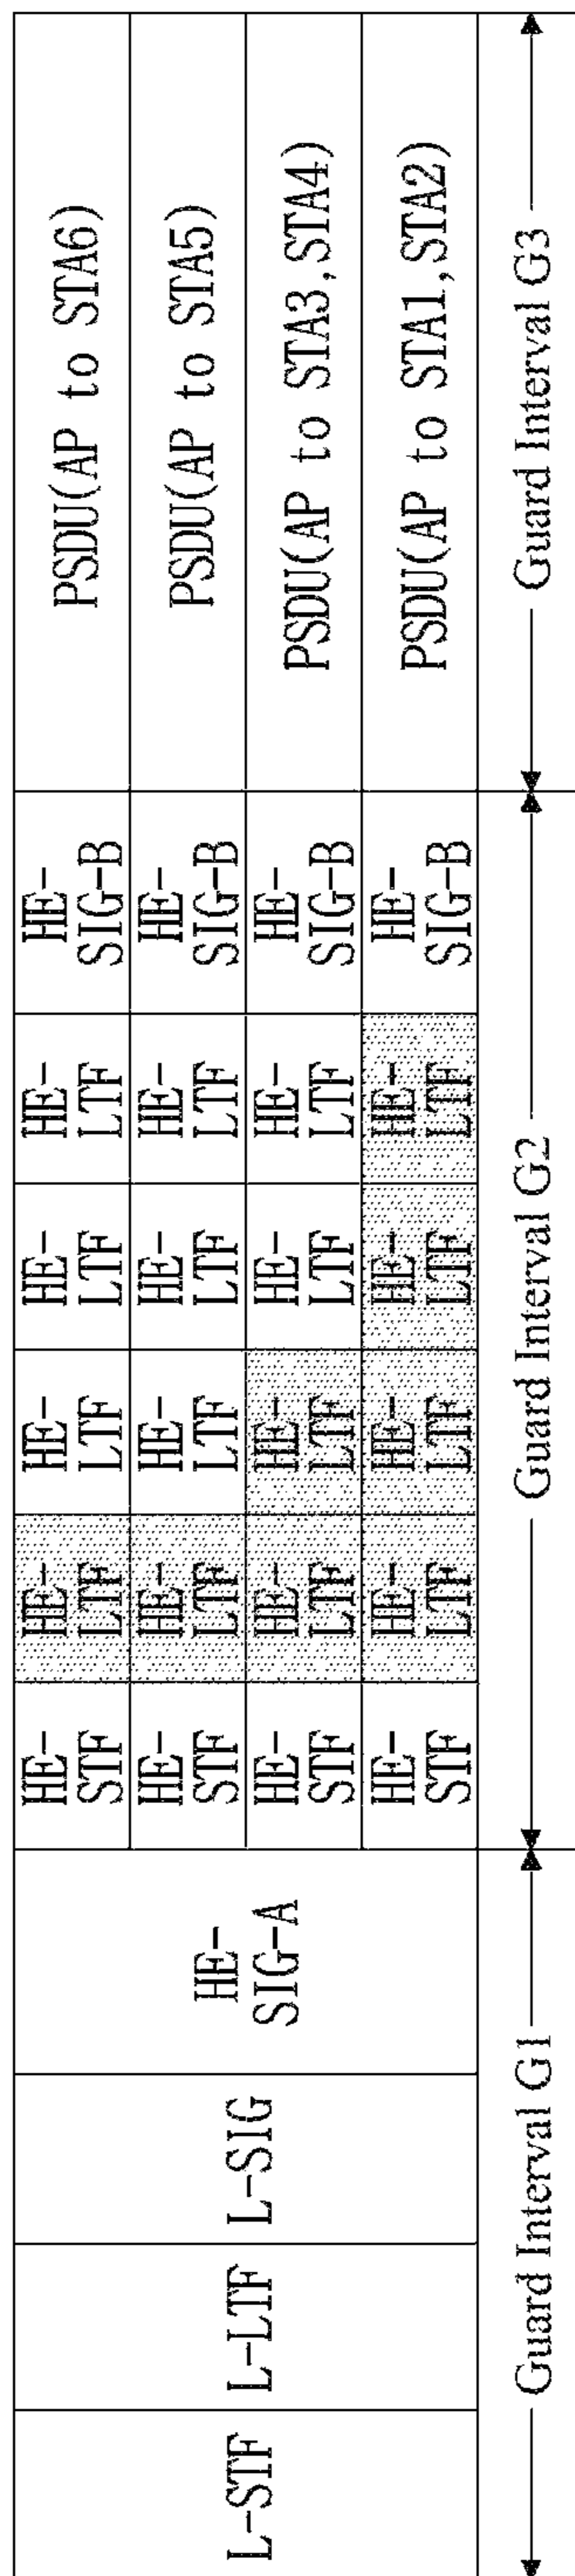 L-STF
L-LTF
L-SIG
HE-
SIG-A
HE-
STF
HE-
LTF
HE-
LTF
HE-
LTF
HE-
LTF
HE-
SIG-B
PSDU(AP to STA6)
HE-
STF
HE-
LTF
HE-
LTF
HE-
LTF
HE-
LTF
HE-
SIG-B
PSDU(AP to STA5)
HE-
STF
HE-
LTF
HE-
LTF
HE-
LTF
HE-
LTF
HE-
SIG-B
PSDU(AP to STA3,STA4)
HE-
STF
HE-
LTF
HE-
LTF
HE-
LTF
HE-
LTF
HE-
SIG-B
PSDU(AP to STA1,STA2)
Guard Interval G1
Guard Interval G2
Guard Interval G3